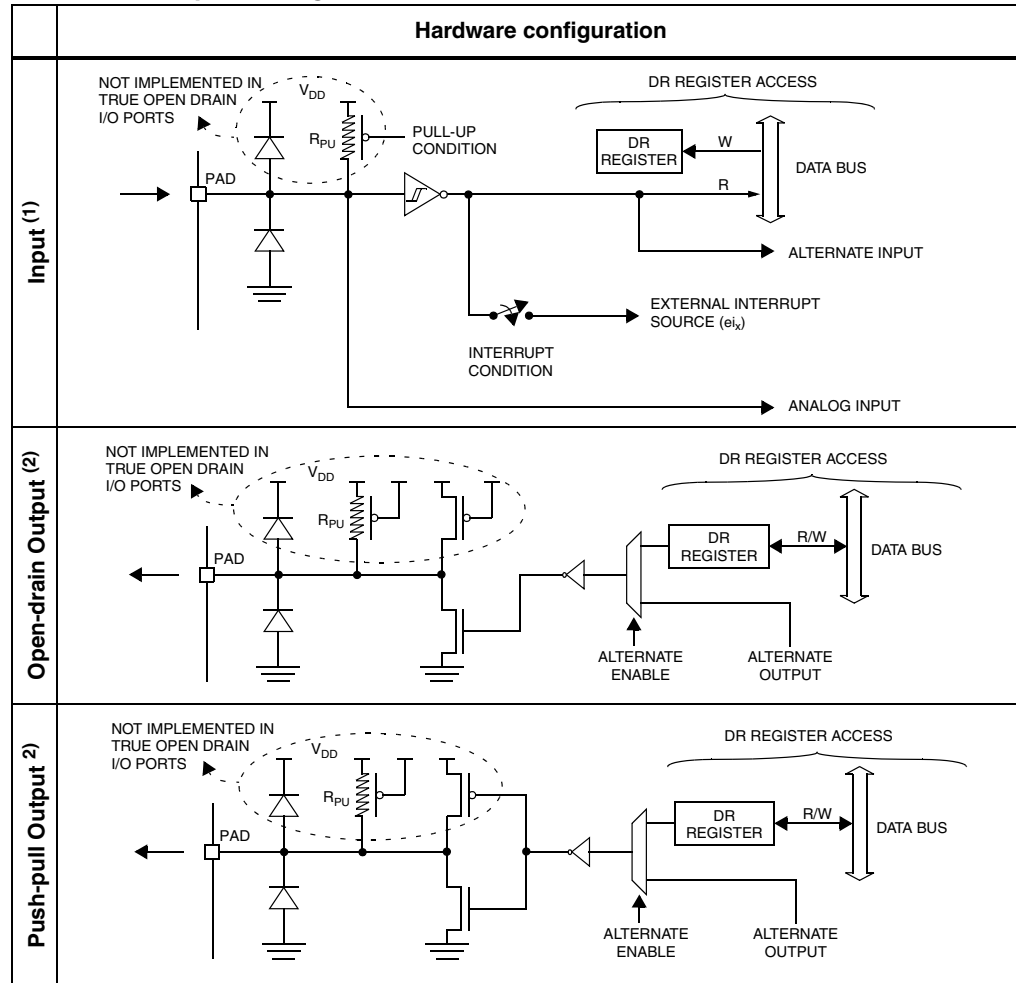 Hardware configuration
Input (1)
NOT IMPLEMENTED IN
TRUE OPEN DRAIN
I/O PORTS
VDD
RPU
PULL-UP
CONDITION
PAD
DR REGISTER ACCESS
DR
REGISTER
W
R
DATA BUS
ALTERNATE INPUT
EXTERNAL INTERRUPT
SOURCE (eix)
INTERRUPT
CONDITION
ANALOG INPUT
Open-drain Output (2)
NOT IMPLEMENTED IN
TRUE OPEN DRAIN
I/O PORTS
VDD
RPU
PAD
DR REGISTER ACCESS
DR
REGISTER
R/W
DATA BUS
ALTERNATE
ENABLE
ALTERNATE
OUTPUT
Push-pull Output 2)
NOT IMPLEMENTED IN
TRUE OPEN DRAIN
I/O PORTS
VDD
RPU
PAD
DR REGISTER ACCESS
DR
REGISTER
R/W
DATA BUS
ALTERNATE
ENABLE
ALTERNATE
OUTPUT